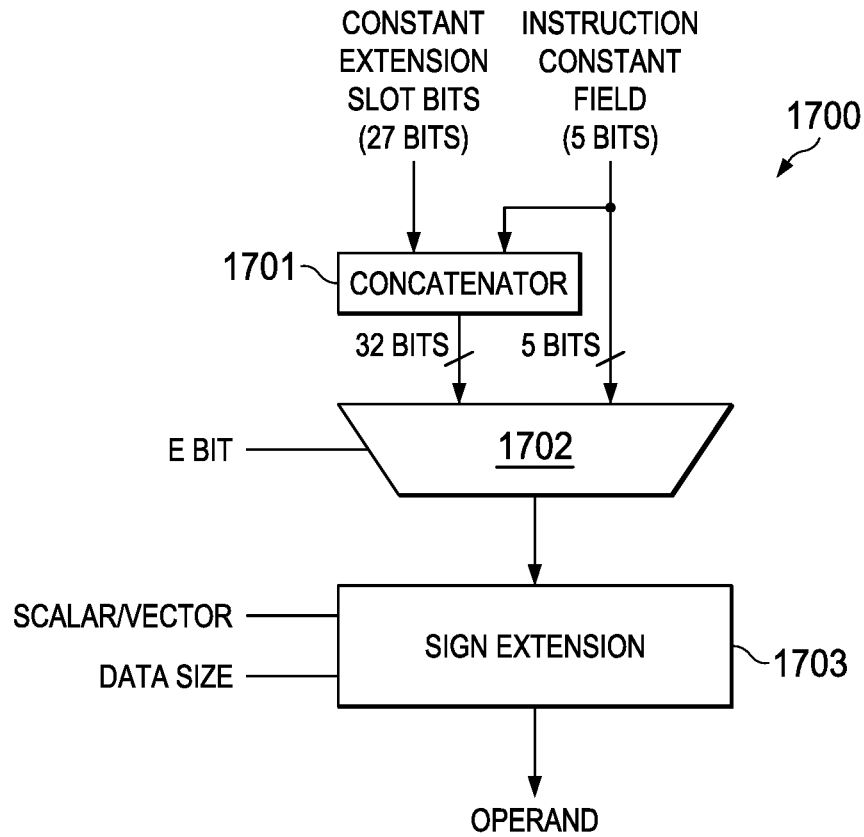 CONSTANT
EXTENSION
SLOT BITS
(27 BITS)
INSTRUCTION
CONSTANT
FIELD
(5 BITS)
1700
1701
CONCATENATOR
32 BITS
5 BITS
E BIT
1702
SCALAR/VECTOR
DATA SIZE
SIGN EXTENSION
1703
OPERAND